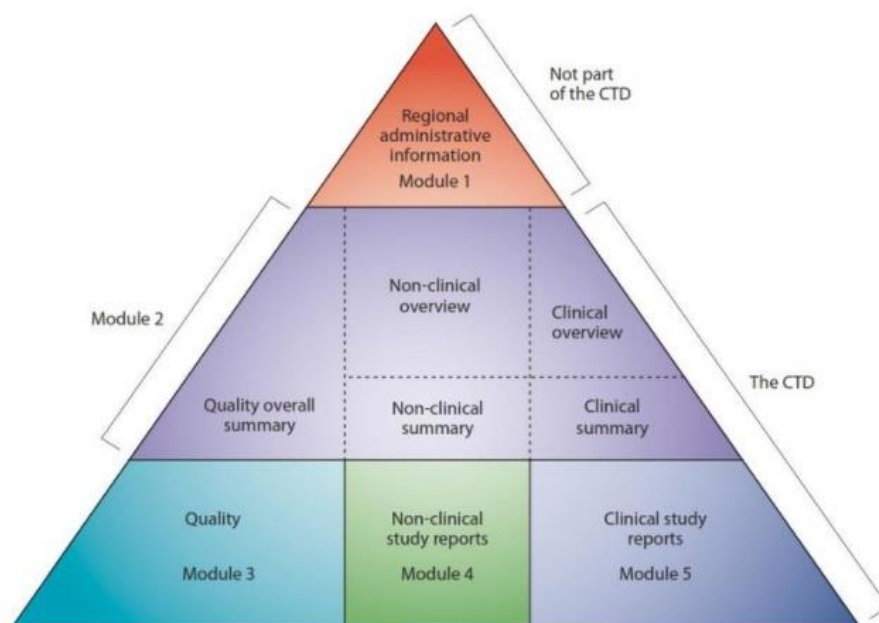 Not part
of the CTD
Regional
administrative
information
Module 1
Module 2
Non-clinical
overview
Clinical
overview
The CTD
Quality overall
summary
Non-clinical
summary
Clinical
summary
Quality
Module 3
Non-clinical
study reports
Module 4
Clinical study
reports
Module 5